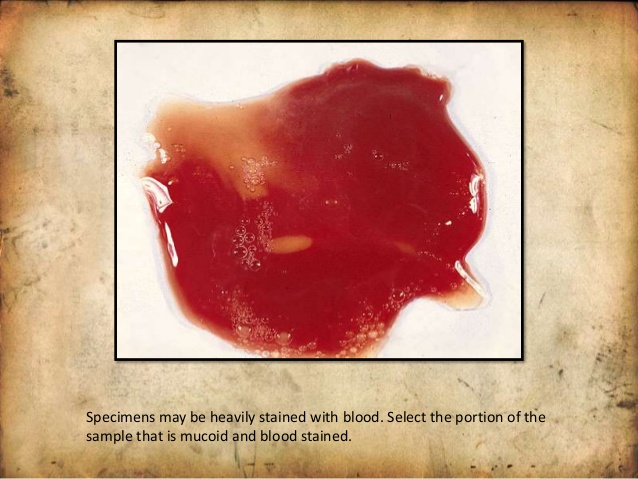 Specimens may be heavily stained with blood. Select the portion of the
sample that is mucoid and blood stained.